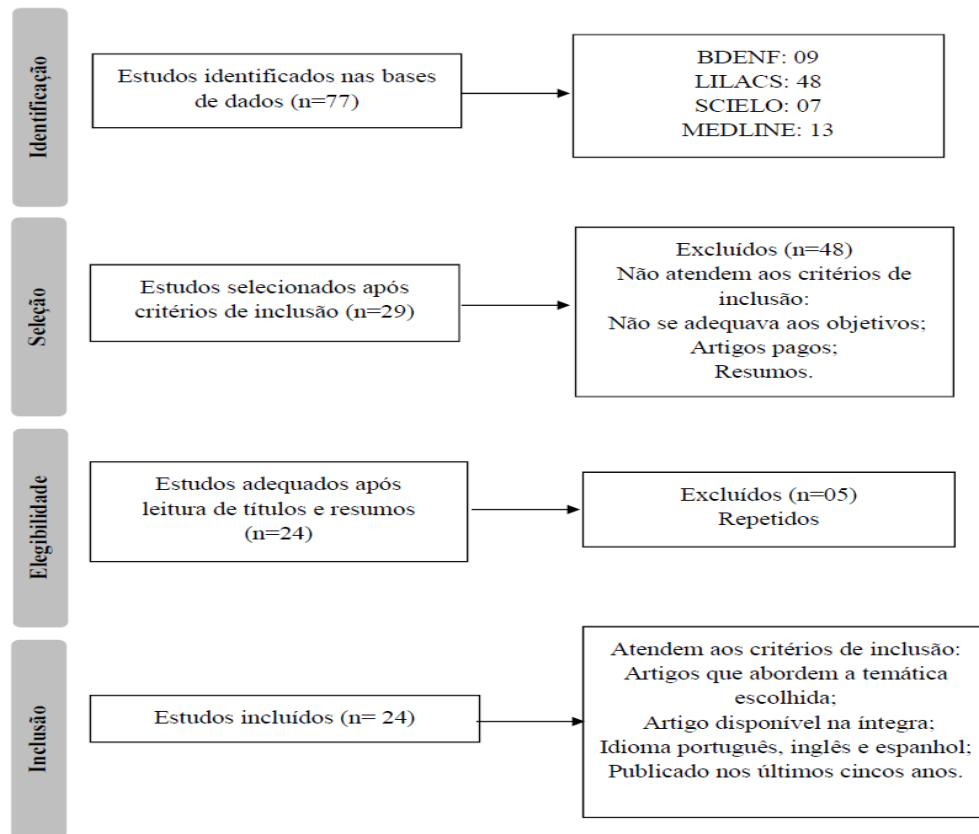 Identificação
Estudos identificados nas bases
de dados (n=77)
BDENF: 09
LILACS: 48
SCIELO: 07
MEDLINE: 13
Seleção
Estudos selecionados após
critérios de inclusão (n=29)
Excluídos (n=48)
Não atendem aos critérios de
inclusão:
Não se adequava aos objetivos;
Artigos pagos;
Resumos.
Elegibilidade
Estudos adequados após
leitura de títulos e resumos
(n=24)
Excluídos (n=05)
Repetidos
Inclusão
Estudos incluídos (n= 24)
Atendem aos critérios de inclusão:
Artigos que abordem a temática
escolhida;
Artigo disponível na íntegra;
Idioma português, inglês e espanhol;
Publicado nos últimos cincos anos.